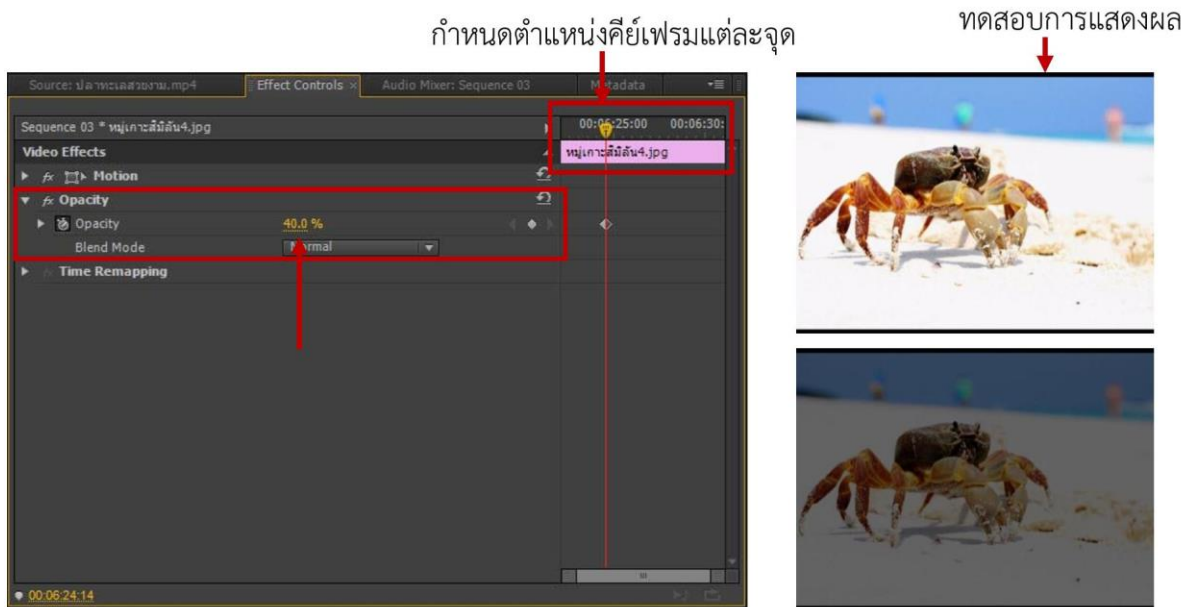 กำหนดตำแหน่งคีย์เฟรมแต่ละจุด
ทดสอบการแสดงผล
Source: ปลาทะเลสวยงาม.mp4 Effect Controls × Audio Mixer: Sequence 03 Metadata
Sequence 03 * หมู่เกาะสิมิลัน4.jpg 00:06:25:00 00:06:30:
Video Effects หมู่เกาะสิมิลัน4.jpg
fx Motion
fx Opacity
Opacity 40.0 %
Blend Mode Normal
Time Remapping
00:06:24:14